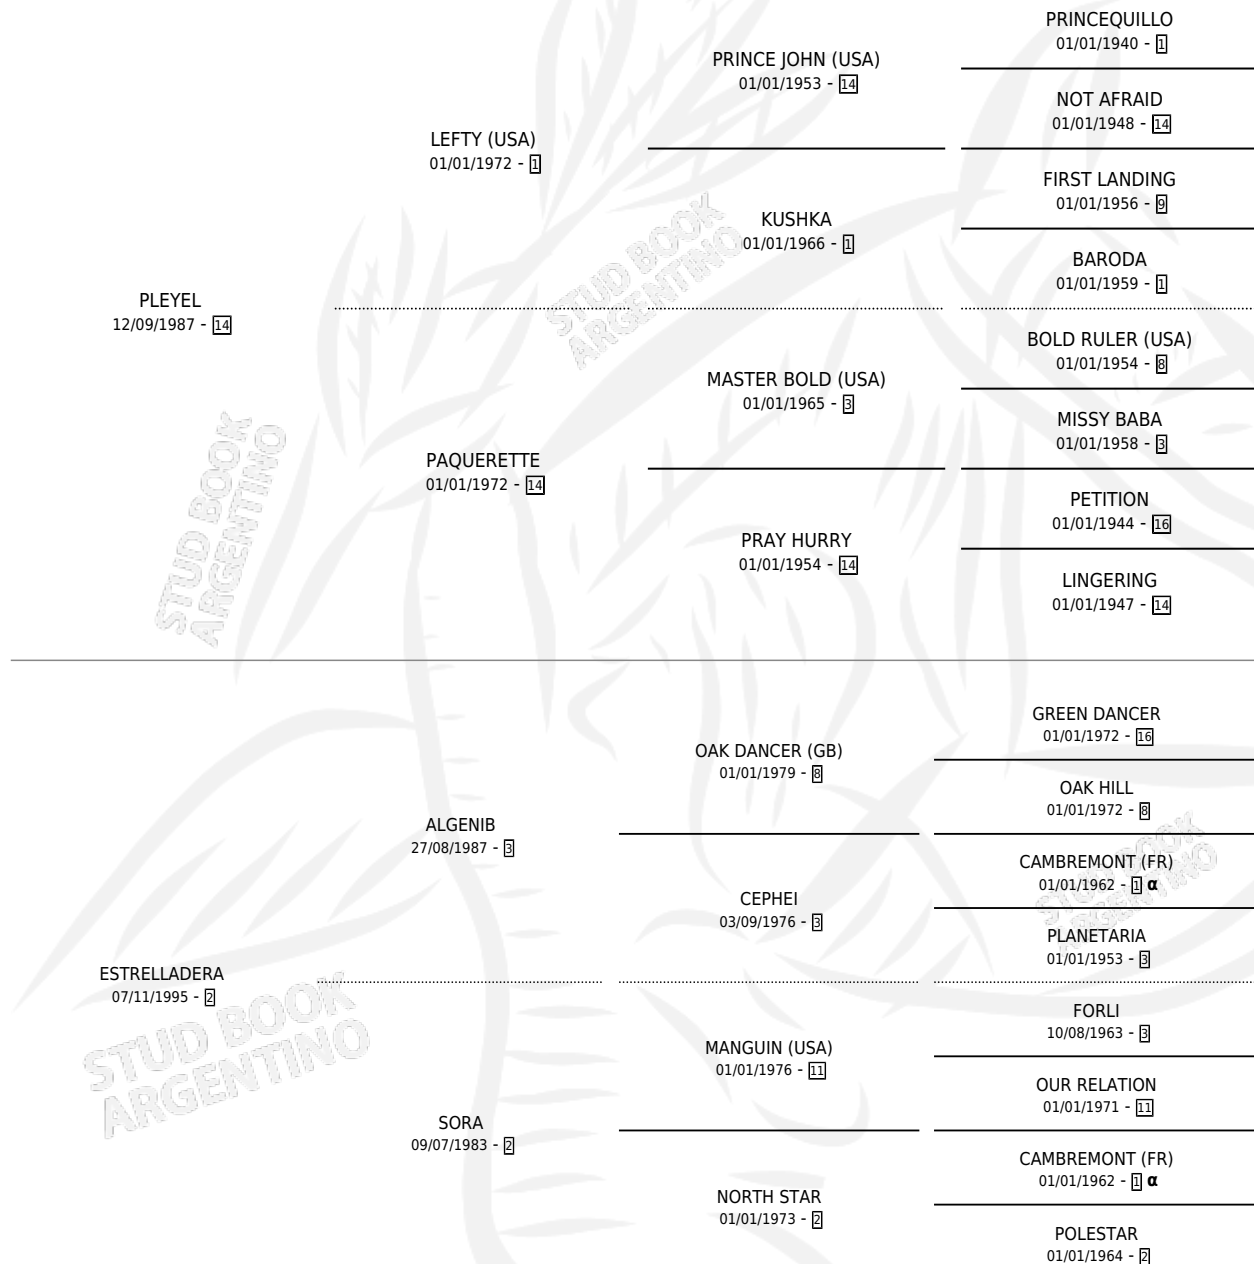 PRINCEQUILLO
01/01/1940 - 1
PRINCE JOHN (USA)
01/01/1953 - 14
NOT AFRAID
01/01/1948 - 14
LEFTY (USA)
01/01/1972 - 1
FIRST LANDING
01/01/1956 - 9
KUSHKA
01/01/1966 - 1
BARODA
01/01/1959 - 1
STUD BOOK
ARGENTINO
PLEYEL
12/09/1987 - 14
BOLD RULER (USA)
01/01/1954 - 8
MASTER BOLD (USA)
01/01/1965 - 3
MISSY BABA
01/01/1958 - 3
PAQUERETTE
01/01/1972 - 14
PETITION
01/01/1944 - 16
PRAY HURRY
01/01/1954 - 14
LINGERING
01/01/1947 - 14
STUD BOOK
ARGENTINO
GREEN DANCER
01/01/1972 - 16
OAK DANCER (GB)
01/01/1979 - 8
OAK HILL
01/01/1972 - 8
ALGENIB
27/08/1987 - 3
CAMBREMONT (FR)
01/01/1962 - 1 α
CEPHEI
03/09/1976 - 3
PLANETARIA
01/01/1953 - 3
STUD BOOK
ARGENTINO
ESTRELLADERA
07/11/1995 - 2
FORLI
10/08/1963 - 3
MANGUIN (USA)
01/01/1976 - 11
OUR RELATION
01/01/1971 - 11
STUD BOOK
ARGENTINO
SORA
09/07/1983 - 2
CAMBREMONT (FR)
01/01/1962 - 1 α
NORTH STAR
01/01/1973 - 2
POLESTAR
01/01/1964 - 2